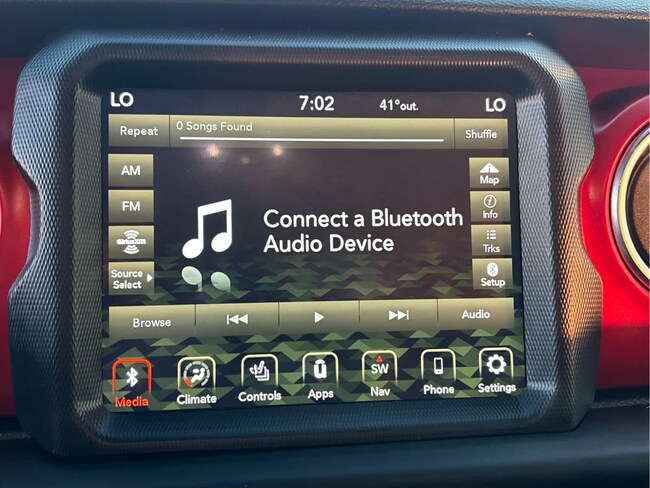 LO 7:02 41°out. LO
Repeat 0 Songs Found Shuffle
AM
FM
SiriusXM
Source
Select
Connect a Bluetooth
Audio Device
Map
Info
Trks
Setup
Browse Audio
Media Climate Controls Apps SW Nav Phone Settings